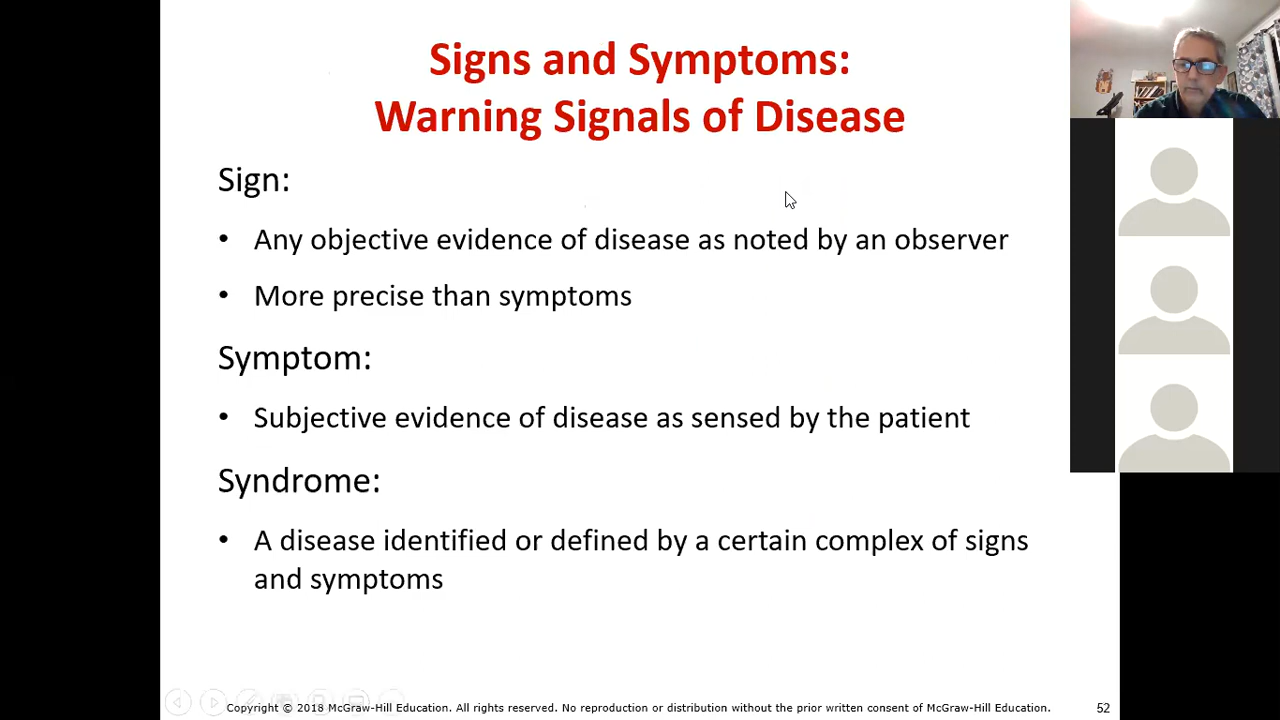 Signs and Symptoms:
Warning Signals of Disease
Sign:
• Any objective evidence of disease as noted by an observer
• More precise than symptoms
Symptom:
• Subjective evidence of disease as sensed by the patient
Syndrome:
• A disease identified or defined by a certain complex of signs
and symptoms
Copyright © 2018 McGraw-Hill Education. All rights reserved. No reproduction or distribution without the prior written consent of McGraw-Hill Education.
52